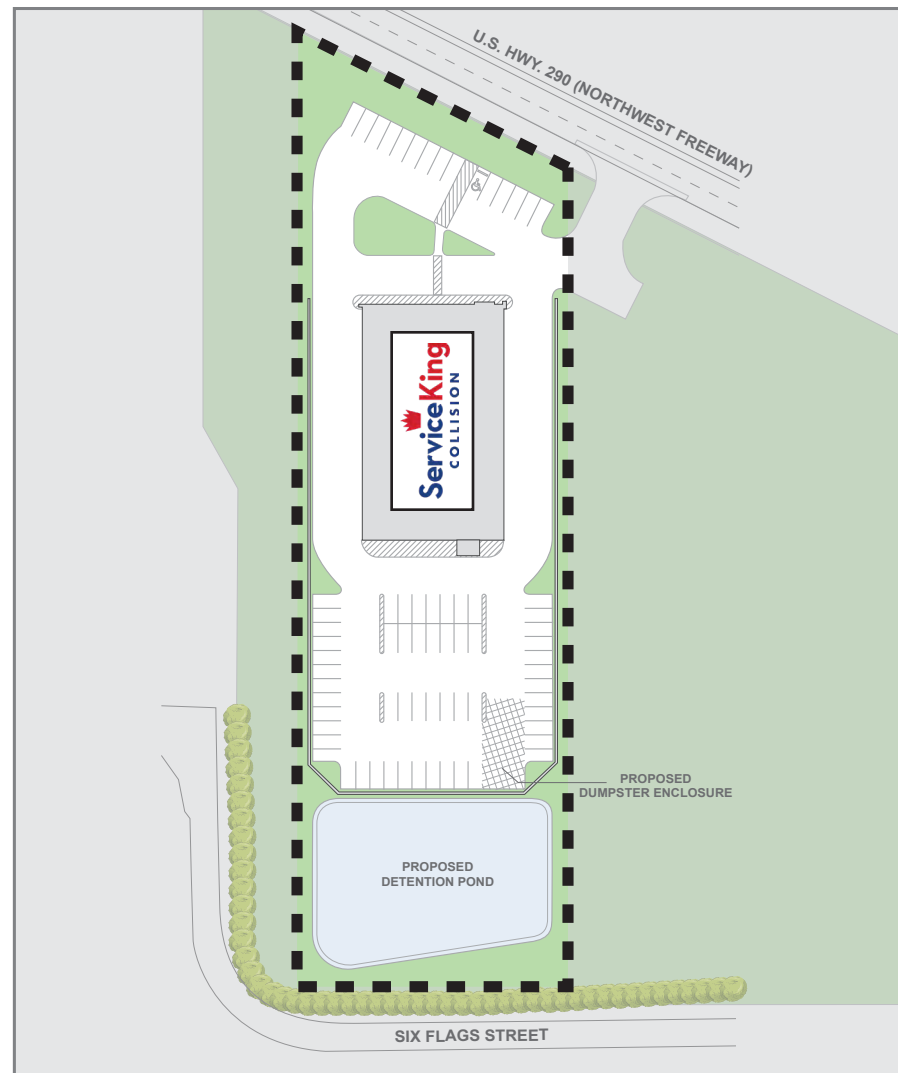 U.S. HWY. 290 (NORTHWEST FREEWAY)
ServiceKing
COLLISION
PROPOSED
DUMPSTER ENCLOSURE
PROPOSED
DETENTION POND
SIX FLAGS STREET